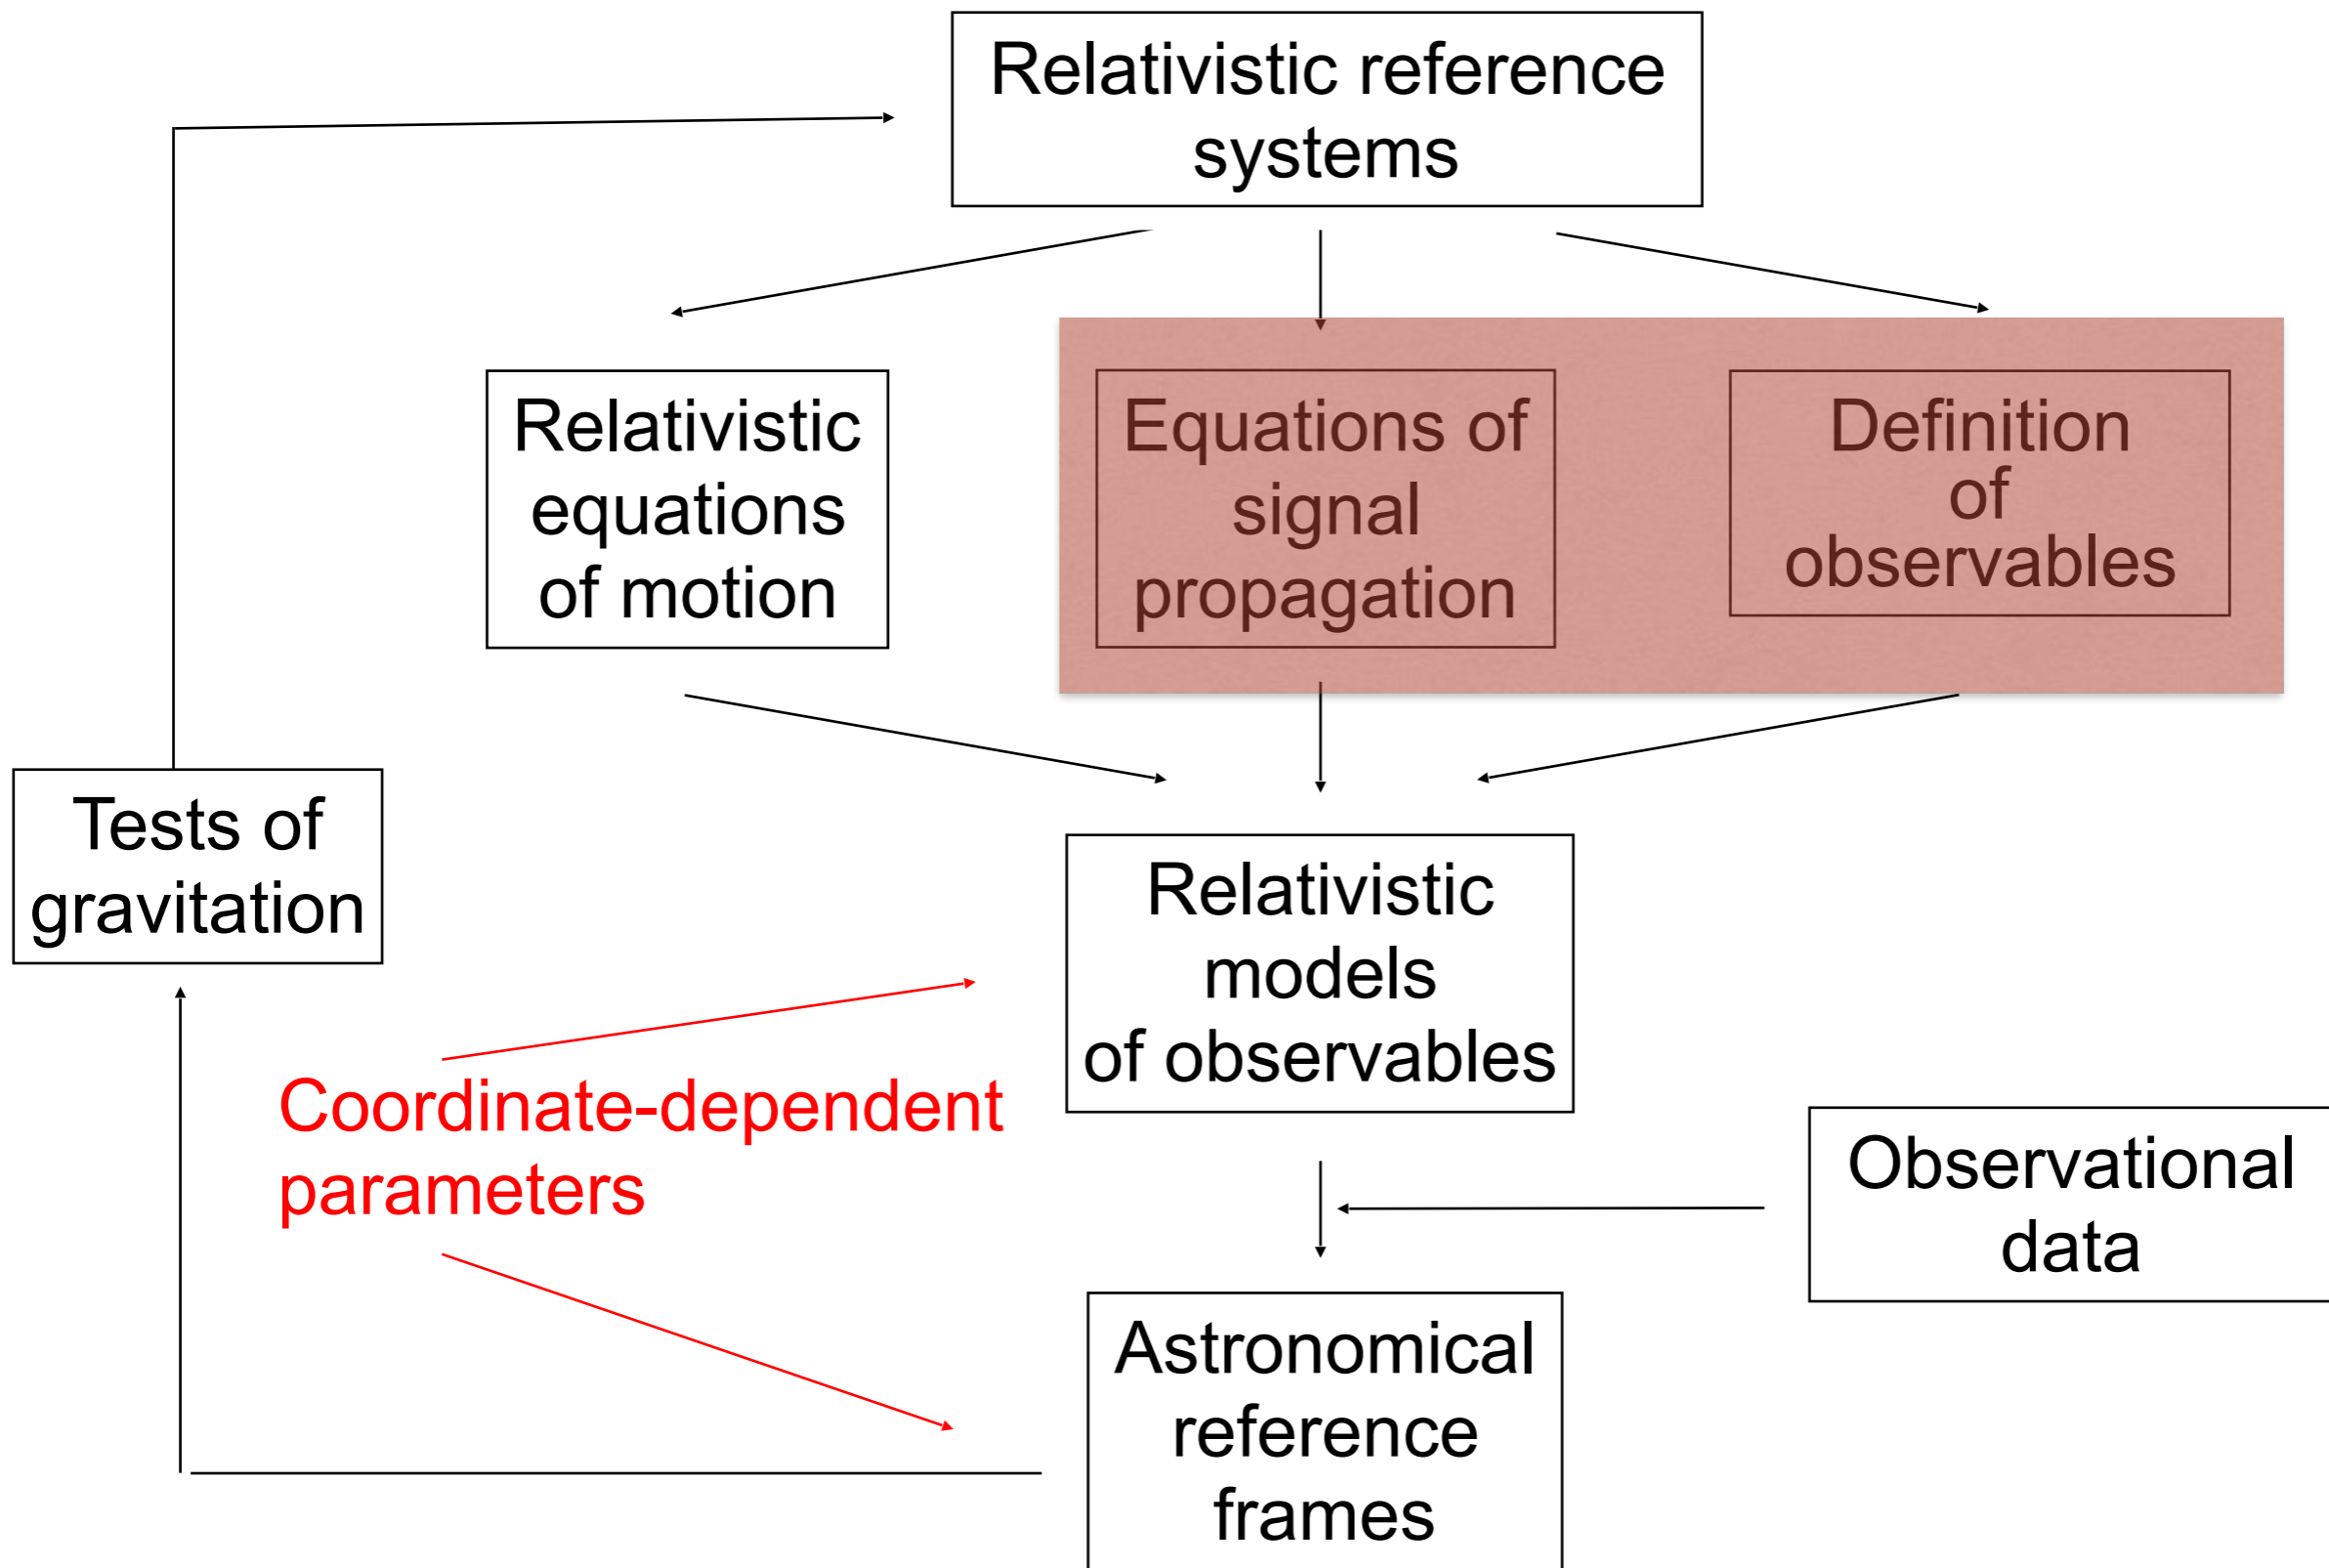 Relativistic reference
systems
Relativistic
equations
of motion
Equations of
signal
propagation
Definition
of
observables
Tests of
gravitation
Relativistic
models
of observables
Coordinate-dependent
parameters
Observational
data
Astronomical
reference
frames